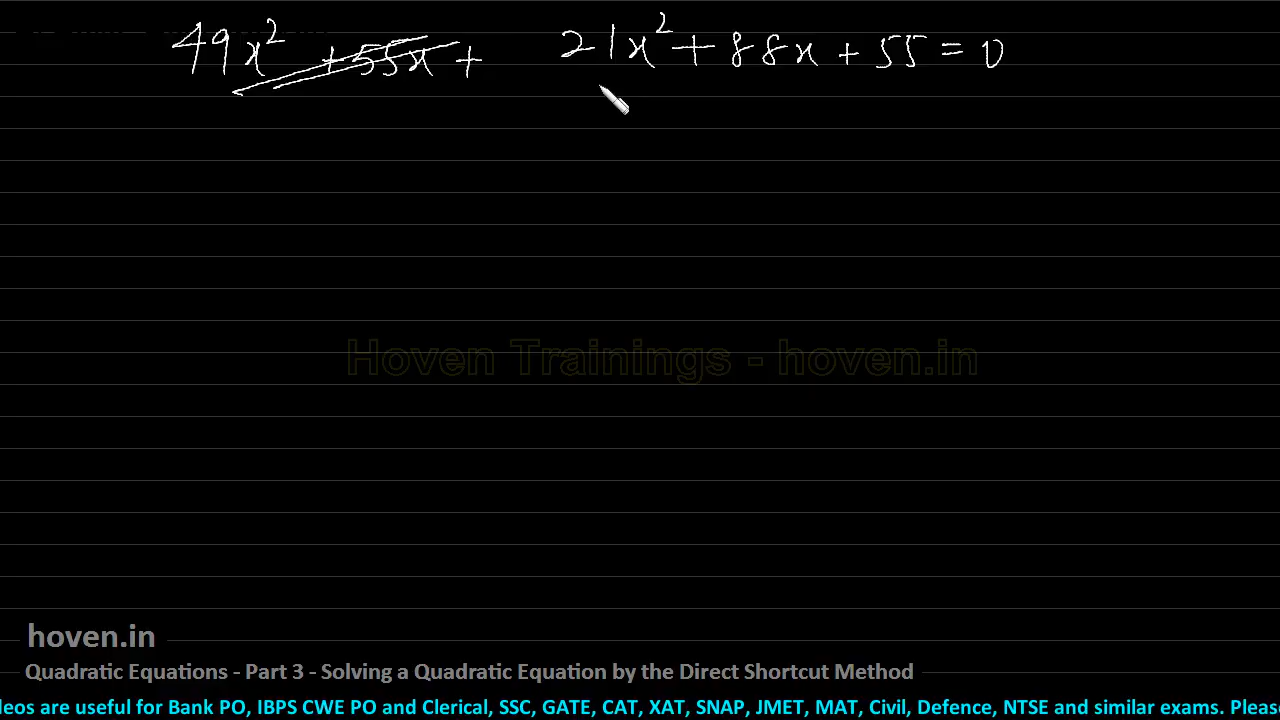 49x² +55x + 21x² + 88x + 55 = 0
Hoven Trainings - hoven.in
hoven.in
Quadratic Equations - Part 3 - Solving a Quadratic Equation by the Direct Shortcut Method
deos are useful for Bank PO, IBPS CWE PO and Clerical, SSC, GATE, CAT, XAT, SNAP, JMET, MAT, Civil, Defence, NTSE and similar exams. Pleas